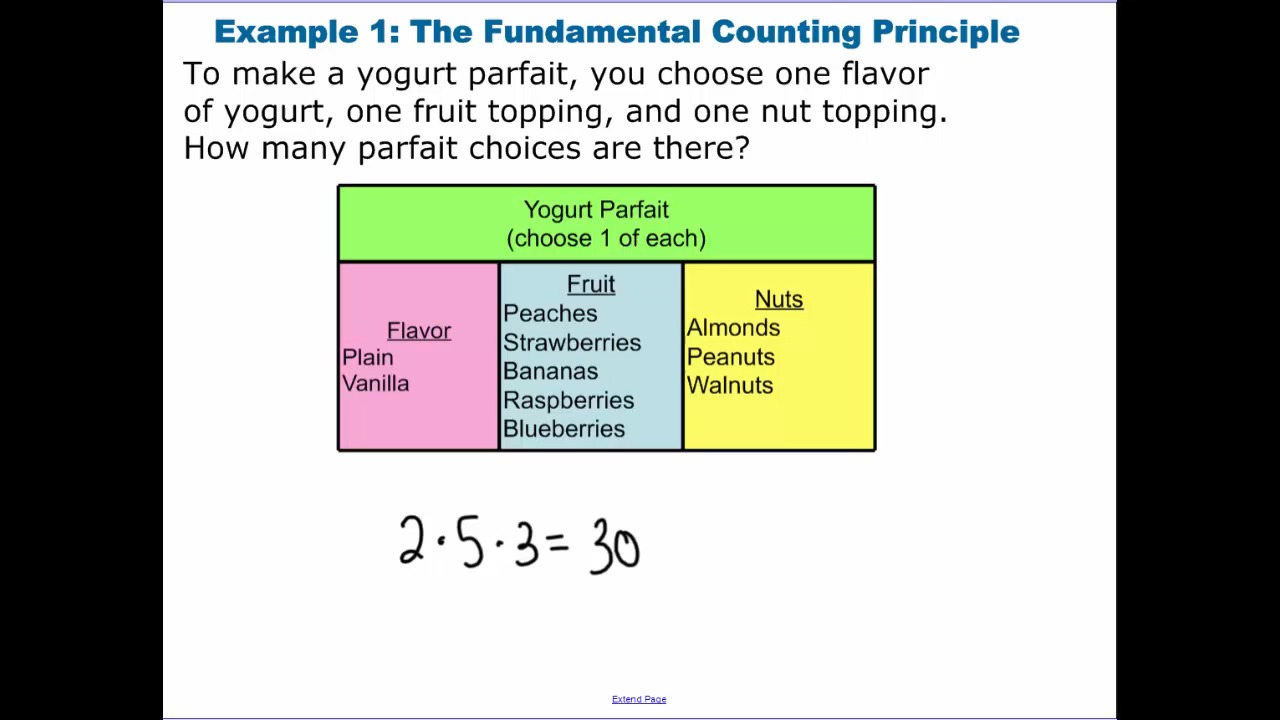 Example 1: The Fundamental Counting Principle
To make a yogurt parfait, you choose one flavor
of yogurt, one fruit topping, and one nut topping.
How many parfait choices are there?
Yogurt Parfait
(choose 1 of each)
Flavor
Plain
Vanilla
Fruit
Peaches
Strawberries
Bananas
Raspberries
Blueberries
Nuts
Almonds
Peanuts
Walnuts
2·5·3= 30
Extend Page